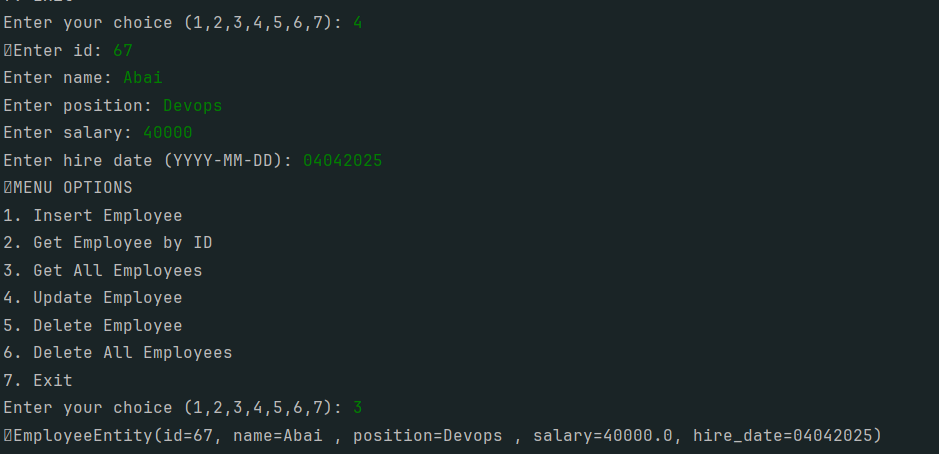 Enter your choice (1,2,3,4,5,6,7): 4
Enter id: 67
Enter name: Abai
Enter position: Devops
Enter salary: 40000
Enter hire date (YYYY-MM-DD): 04042025
MENU OPTIONS
1. Insert Employee
2. Get Employee by ID
3. Get All Employees
4. Update Employee
5. Delete Employee
6. Delete All Employees
7. Exit
Enter your choice (1,2,3,4,5,6,7): 3
EmployeeEntity(id=67, name=Abai , position=Devops , salary=40000.0, hire_date=04042025)